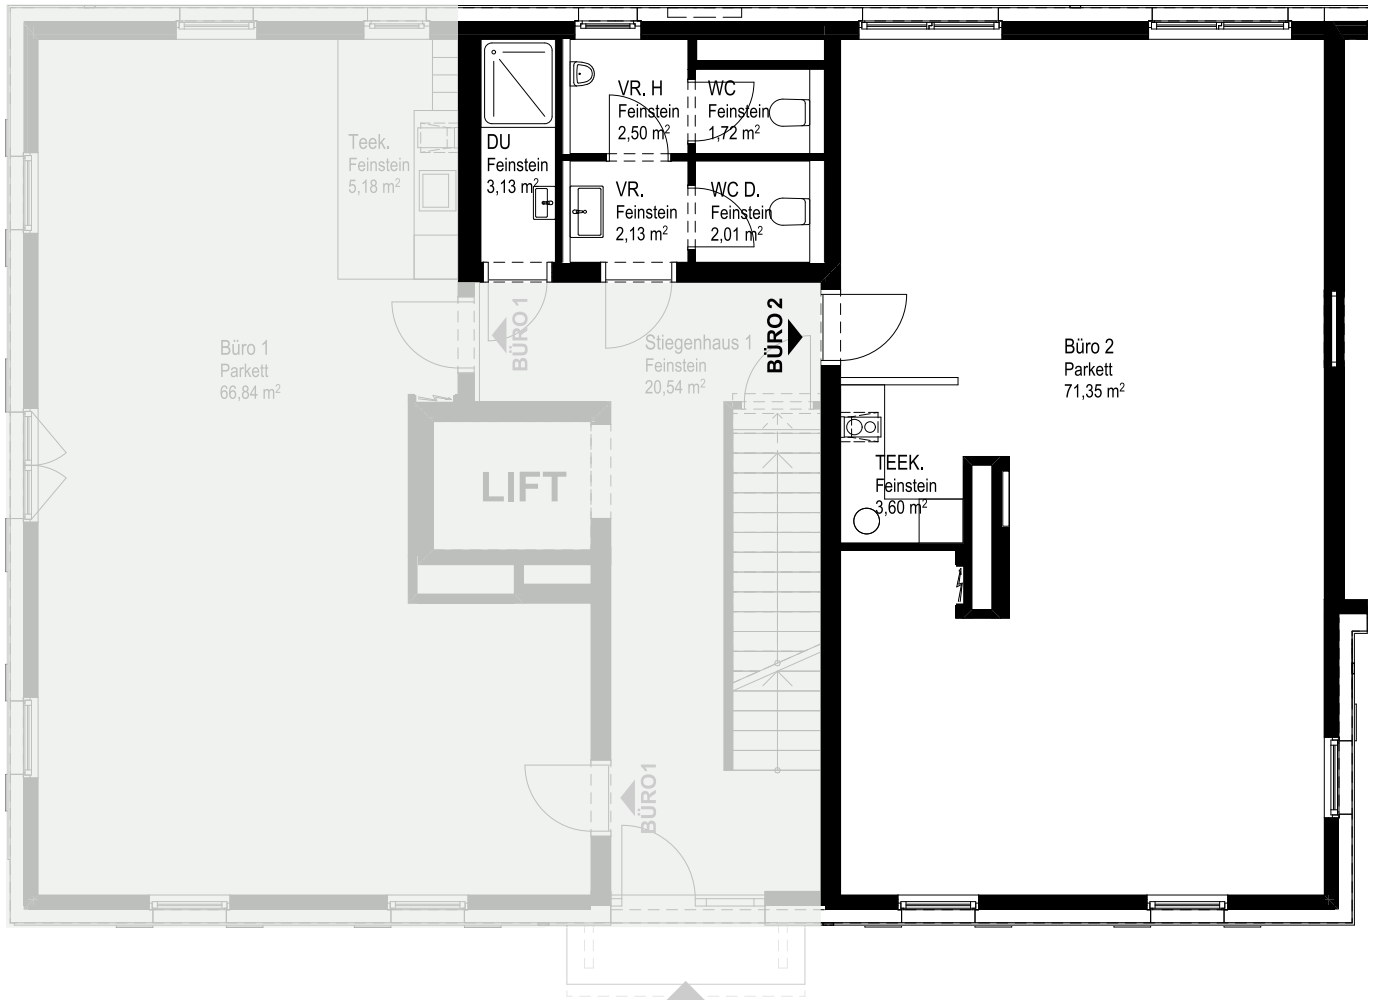 VR. H
Feinstein
2,50 m²
WC
Feinstein
1,72 m²
Teek.
Feinstein
5,18 m²
DU
Feinstein
3,13 m²
VR.
Feinstein
2,13 m²
WC D.
Feinstein
2,01 m²
BÜRO 1
BÜRO 2
Büro 1
Parkett
66,84 m²
Stiegenhaus 1
Feinstein
20,54 m²
Büro 2
Parkett
71,35 m²
LIFT
TEEK.
Feinstein
3,60 m²
BÜRO1